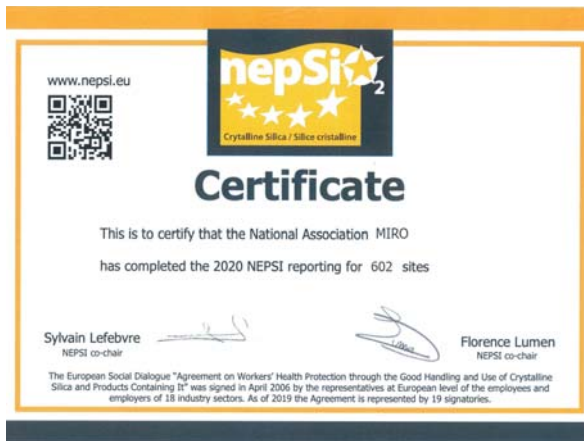 www.nepsi.eu
nepSiO2
Crytalline Silica / Silice cristalline
Certificate
This is to certify that the National Association MIRO
has completed the 2020 NEPSI reporting for 602 sites
Sylvain Lefebvre
NEPSI co-chair
Florence Lumen
NEPSI co-chair
The European Social Dialogue "Agreement on Workers' Health Protection through the Good Handling and Use of Crystalline
Silica and Products Containing It" was signed in April 2006 by the representatives at European level of the employees and
employers of 18 industry sectors. As of 2019 the Agreement is represented by 19 signatories.